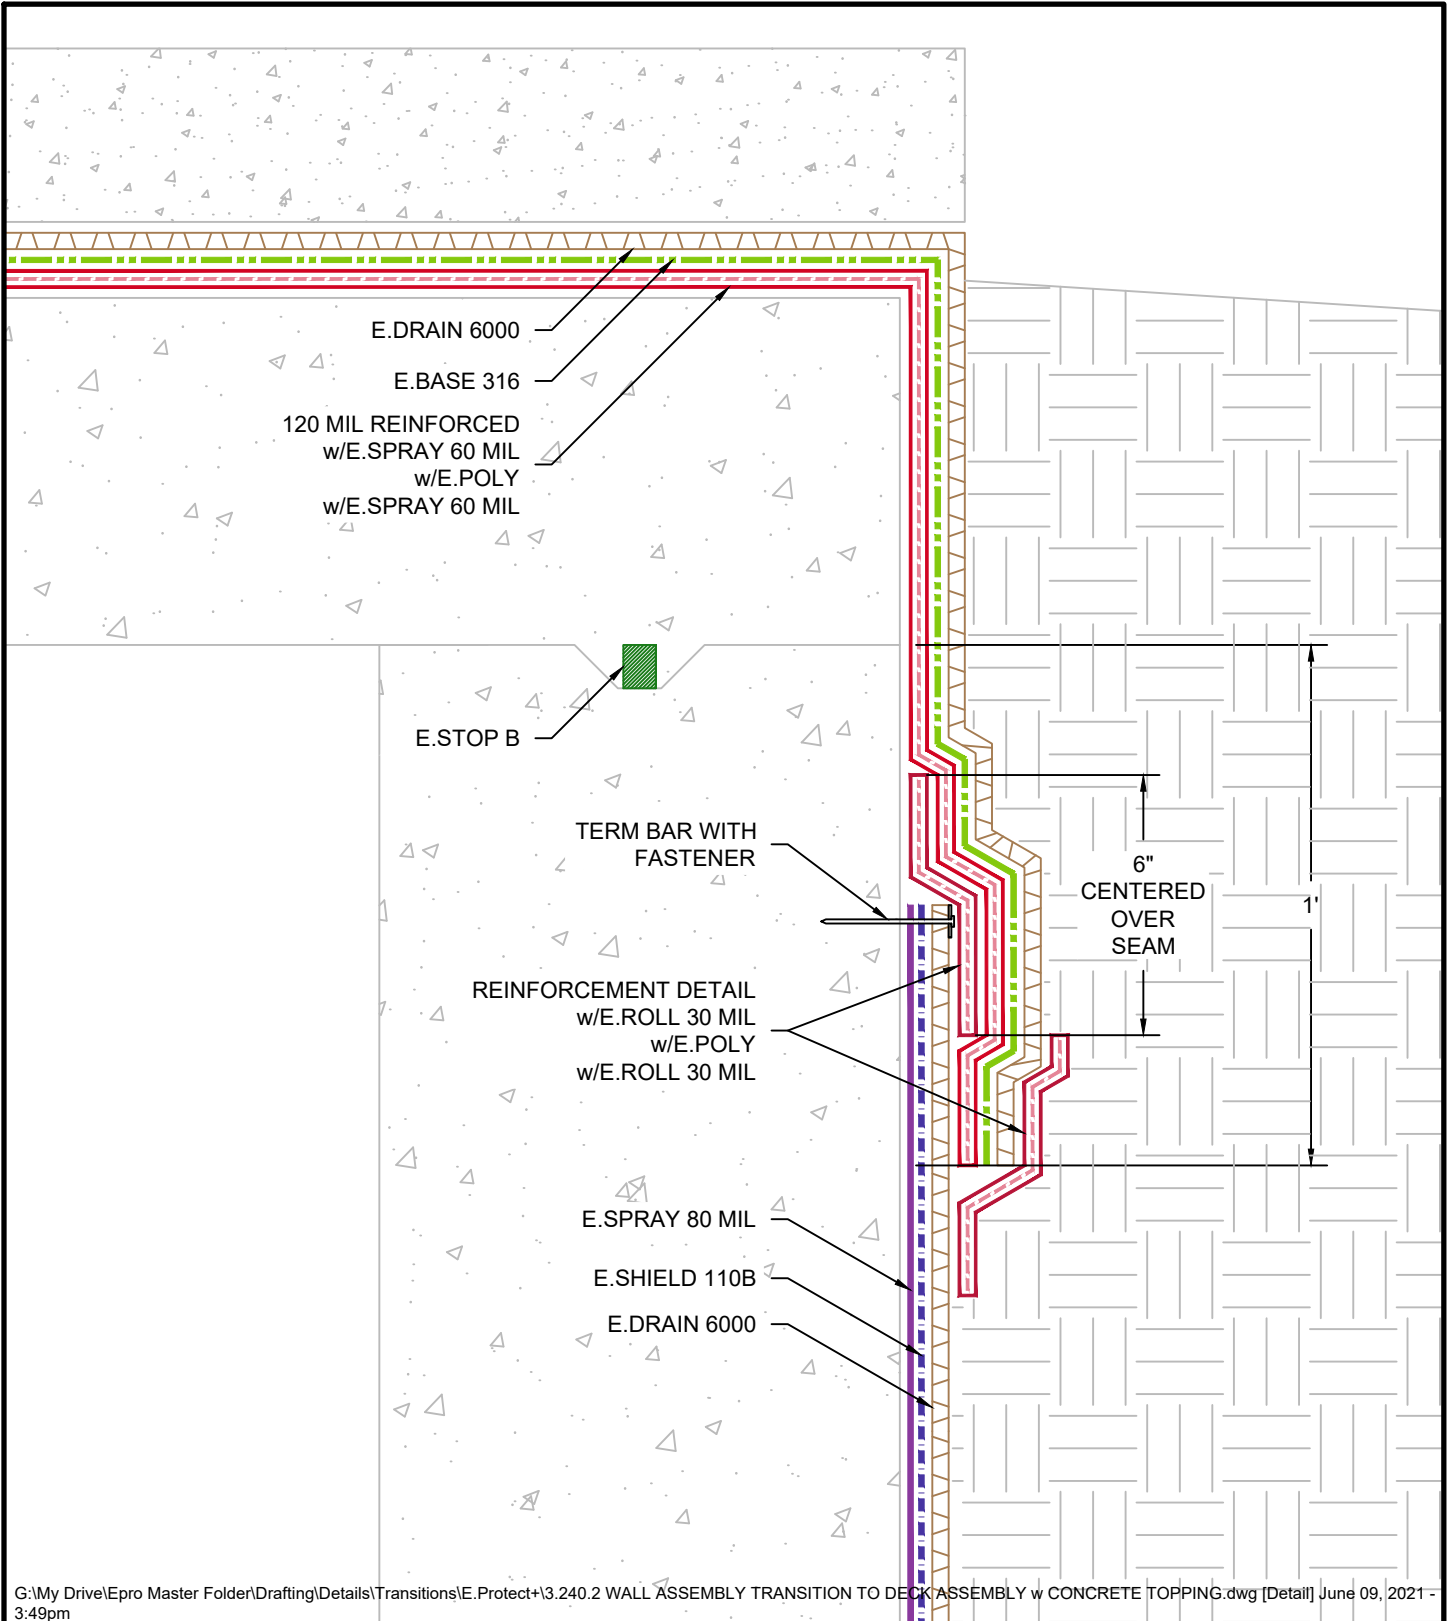 E.DRAIN 6000
E.BASE 316
120 MIL REINFORCED
w/E.SPRAY 60 MIL
w/E.POLY
w/E.SPRAY 60 MIL
E.STOP B
TERM BAR WITH
FASTENER
6"
CENTERED
OVER
SEAM
1'
REINFORCEMENT DETAIL
w/E.ROLL 30 MIL
w/E.POLY
w/E.ROLL 30 MIL
E.SPRAY 80 MIL
E.SHIELD 110B
E.DRAIN 6000
G:\My Drive\Epro Master Folder\Drafting\Details\Transitions\E.Protect+\3.240.2 WALL ASSEMBLY TRANSITION TO DECK ASSEMBLY w CONCRETE TOPPING.dwg [Detail] June 09, 2021 -
3:49pm